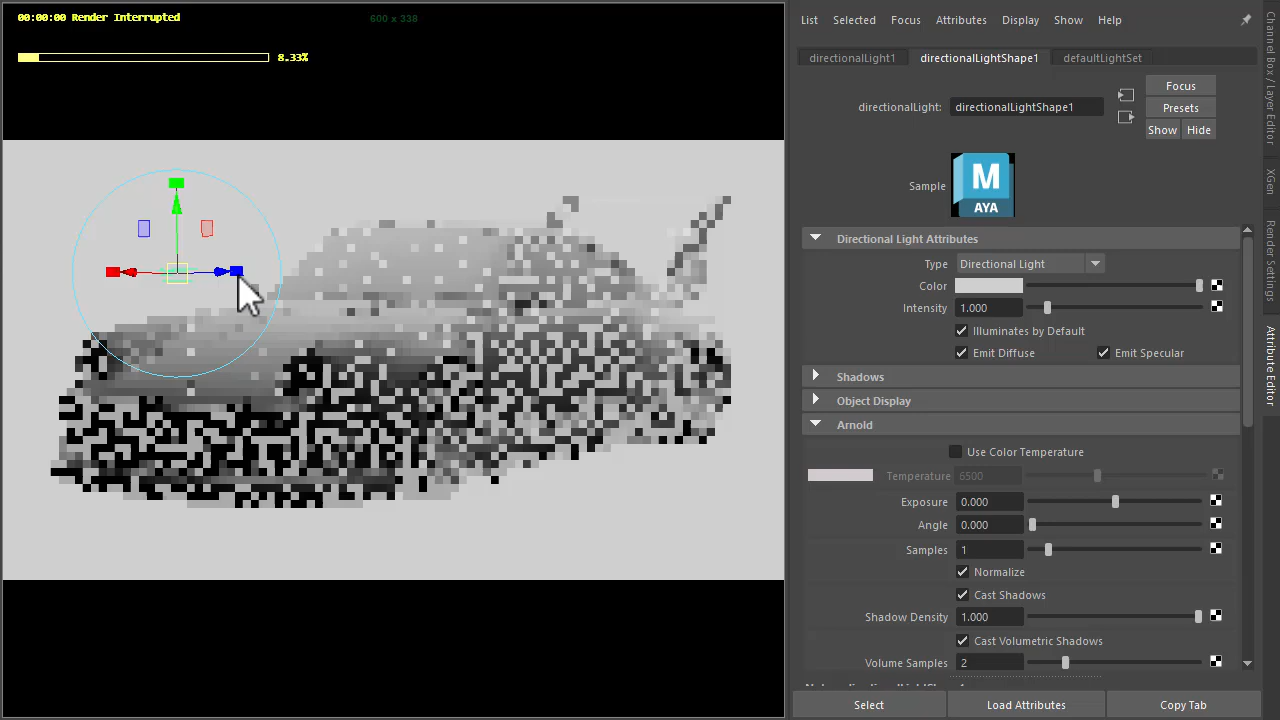 00:00:00 Render Interrupted
600 x 338
8.33%
List Selected Focus Attributes Display Show Help
directionalLight1 directionalLightShape1 defaultLightSet
directionalLight: directionalLightShape1
Focus
Presets
Show Hide
Sample
M
AYA
Directional Light Attributes
Type Directional Light
Color
Intensity 1.000
Illuminates by Default
Emit Diffuse Emit Specular
Shadows
Object Display
Arnold
Use Color Temperature
Temperature 6500
Exposure 0.000
Angle 0.000
Samples 1
Normalize
Cast Shadows
Shadow Density 1.000
Cast Volumetric Shadows
Volume Samples 2
Select Load Attributes Copy Tab
Channel Box / Layer Editor
XGen
Render Settings
Attribute Editor